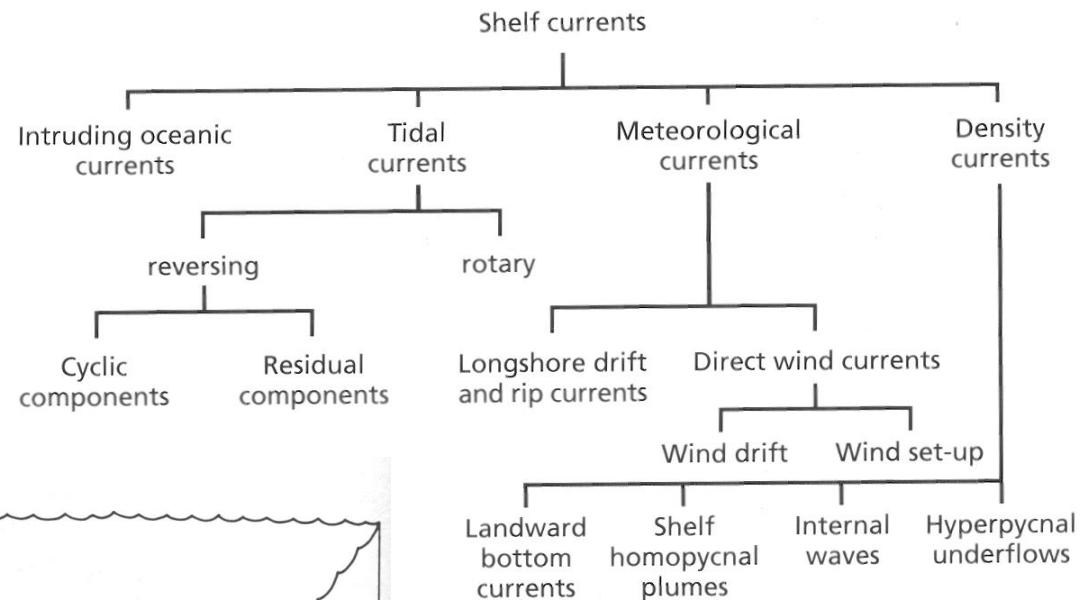 Shelf currents
Intruding oceanic
currents
Tidal
currents
Meteorological
currents
Density
currents
reversing
rotary
Cyclic
components
Residual
components
Longshore drift
and rip currents
Direct wind currents
Wind drift
Wind set-up
Landward
bottom
currents
Shelf
homopycnal
plumes
Internal
waves
Hyperpycnal
underflows